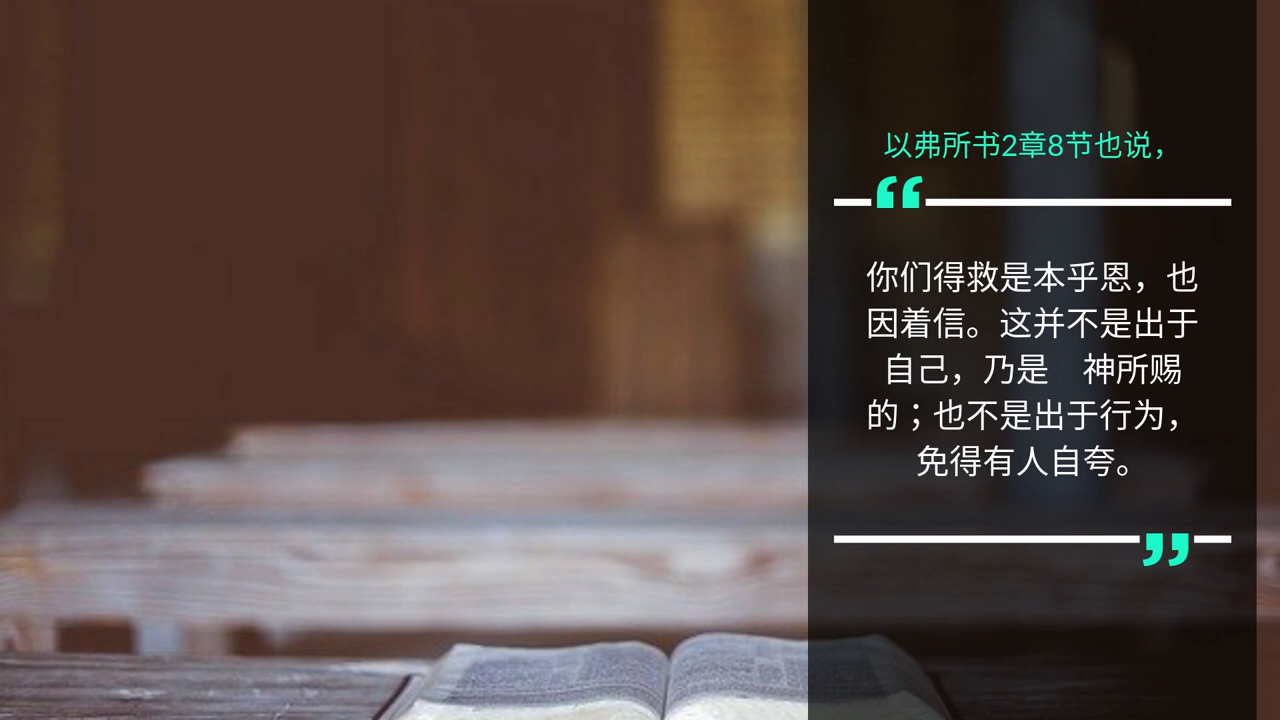 以弗所书2章8节也说，
“
你们得救是本乎恩，也
因着信。这并不是出于
自己，乃是　神所赐
的；也不是出于行为，
免得有人自夸。
”